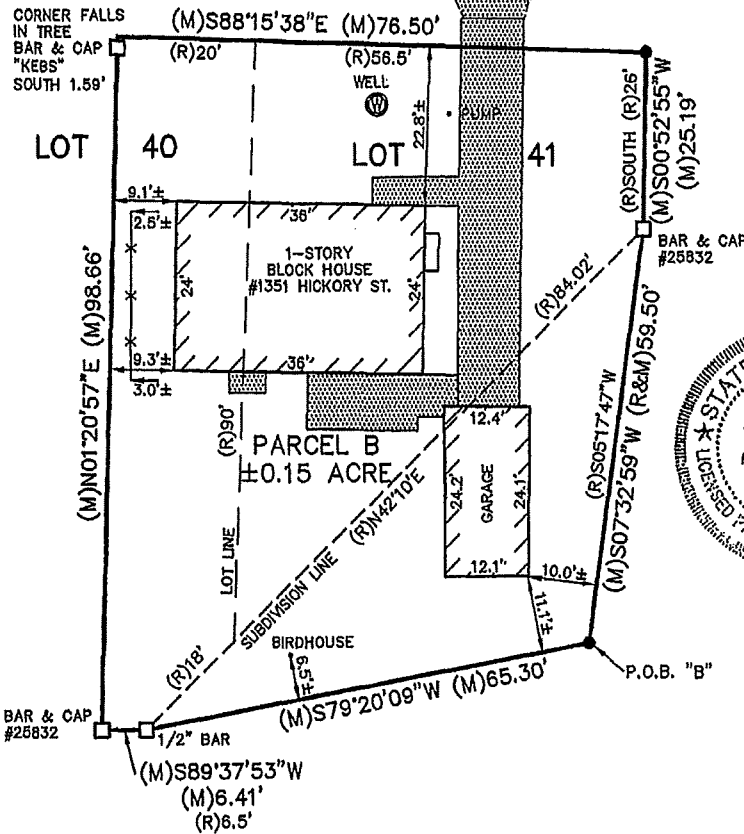 CORNER FALLS
IN TREE
BAR & CAP
"KEBS"
SOUTH 1.59'
(M)S88°15'38"E (M)76.50'
(R)20'
(R)56.5'
WELL
W
PUMP
22.8'±
LOT 40
LOT 41
(R)SOUTH (R)26'
(M)S00°52'55"W
(M)25.19'
BAR & CAP
#25832
9.1'±
2.5'±
36"
1-STORY
BLOCK HOUSE
#1351 HICKORY ST.
24'
24'
9.3'±
3.0'±
36"
(M)N01°20'57"E (M)98.66'
(R)84.02'
(R)S05°17'47"W
(M)S07°32'59"W (R&M)59.50'
STATE
LICENSED
(R)90'
PARCEL B
±0.15 ACRE
12.4"
24.2'
GARAGE
24.1'
12.1"
10.0'±
11.1'±
(R)N42°10'E
LOT LINE
SUBDIVISION LINE
BIRDHOUSE
6.5'±
(R)18'
P.O.B. "B"
(M)S79°20'09"W (M)65.30'
BAR & CAP
#25832
1/2" BAR
(M)S89°37'53"W
(M)6.41'
(R)6.5'